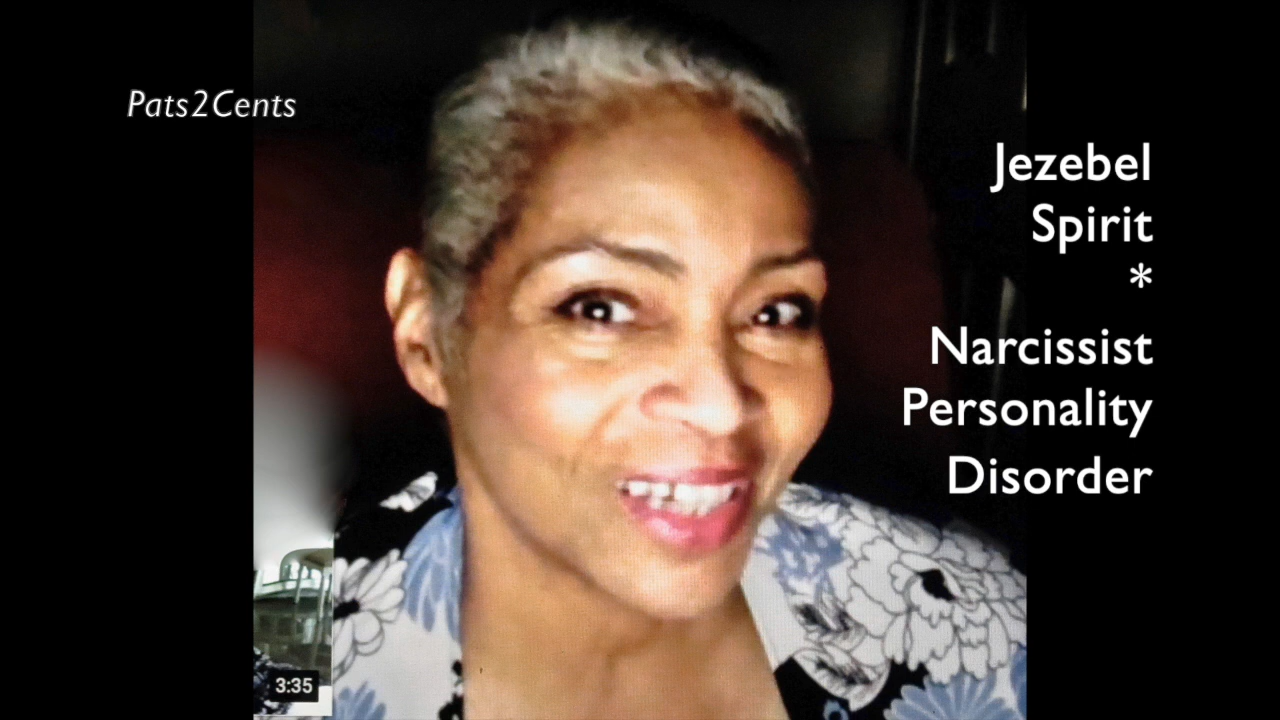 Pats2Cents
Jezebel
Spirit
*
Narcissist
Personality
Disorder
3:35